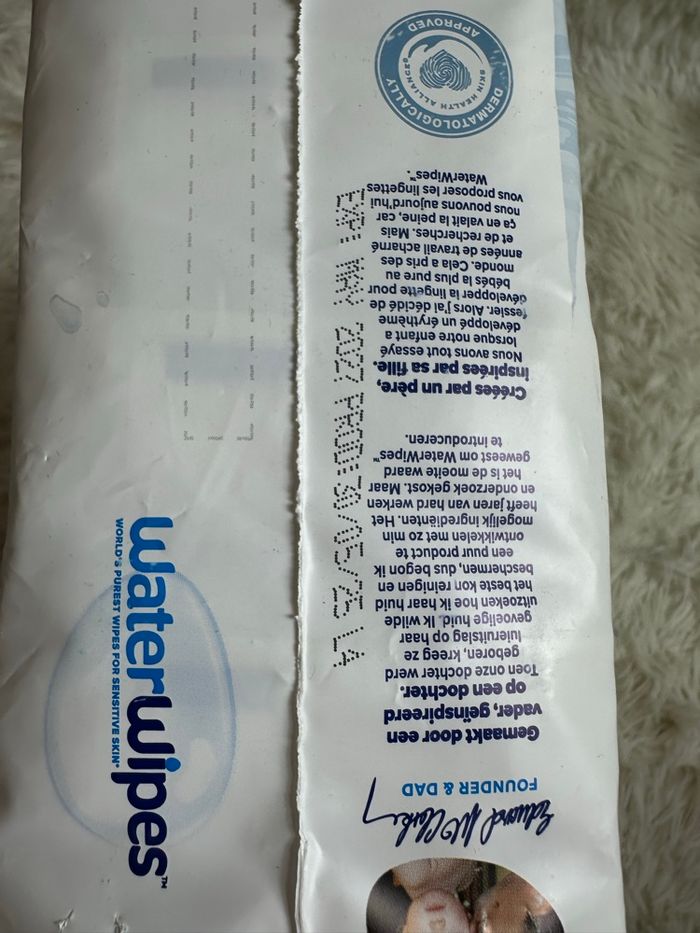 waterwipes™
WORLD'S PUREST WIPES FOR SENSITIVE SKIN*
Edward McCloskey
FOUNDER & DAD
Gemaakt door een
vader, geïnspireerd
op een dochter.
Toen onze dochter werd
geboren, kreeg ze
luieruitslag op haar
gevoelige huid. Ik wilde
uitzoeken hoe ik haar huid
het beste kon reinigen en
beschermen, dus begon ik
een puur product te
ontwikkelen met zo min
mogelijk ingrediënten. Het
heeft jaren van hard werken
en onderzoek gekost. Maar
het is de moeite waard
geweest om WaterWipes™
te introduceren.
Créées par un père,
inspirées par sa fille.
Nous avons tout essayé
lorsque notre enfant a
développé un érythème
fessier. Alors j'ai décidé de
développer la lingette pour
bébés la plus pure au
monde. Cela a pris des
années de travail acharné
et de recherches. Mais
ça en valait la peine, car
nous pouvons aujourd'hui
vous proposer les lingettes
WaterWipes™.
EXP: MAY 2027 PROD:30/05/25 LA
DERMATOLOGICALLY APPROVED
SKIN HEALTH ALLIANCE